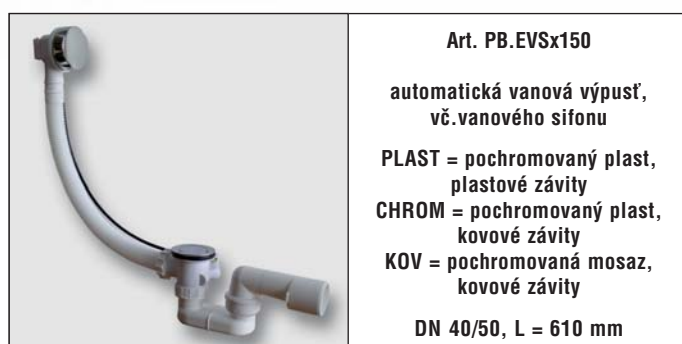 Art. PB.EVSx150
automatická vanová výpusť,
vč.vanového sifonu
PLAST = pochromovaný plast,
plastové závity
CHROM = pochromovaný plast,
kovové závity
KOV = pochromovaná mosaz,
kovové závity
DN 40/50, L = 610 mm